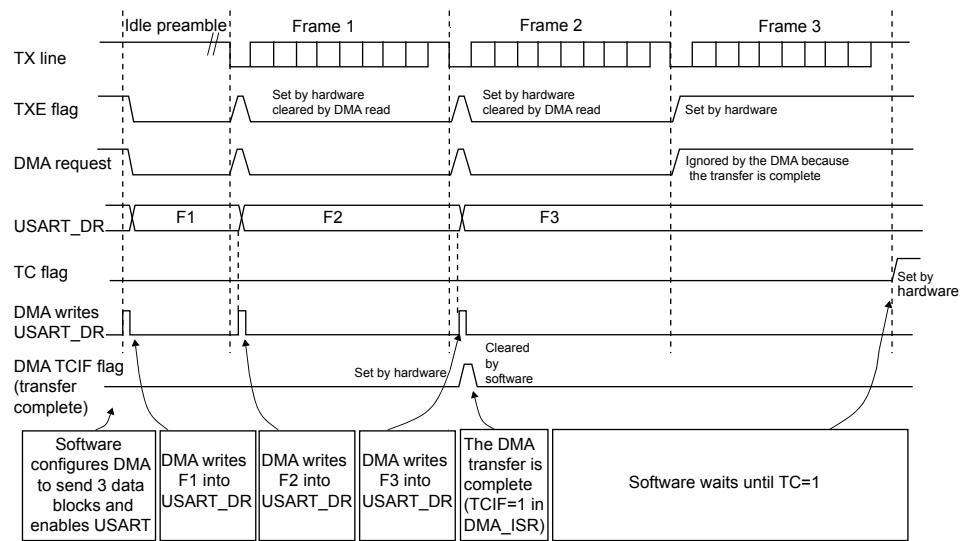 Idle preamble
Frame 1
Frame 2
Frame 3
TX line
TXE flag
Set by hardware
cleared by DMA read
Set by hardware
cleared by DMA read
Set by hardware
DMA request
Ignored by the DMA because
the transfer is complete
USART_DR
F1
F2
F3
TC flag
Set by
hardware
DMA writes
USART_DR
DMA TCIF flag
(transfer
complete)
Set by hardware
Cleared
by
software
Software
configures DMA
to send 3 data
blocks and
enables USART
DMA writes
F1 into
USART_DR
DMA writes
F2 into
USART_DR
DMA writes
F3 into
USART_DR
The DMA
transfer is
complete
(TCIF=1 in
DMA_ISR)
Software waits until TC=1